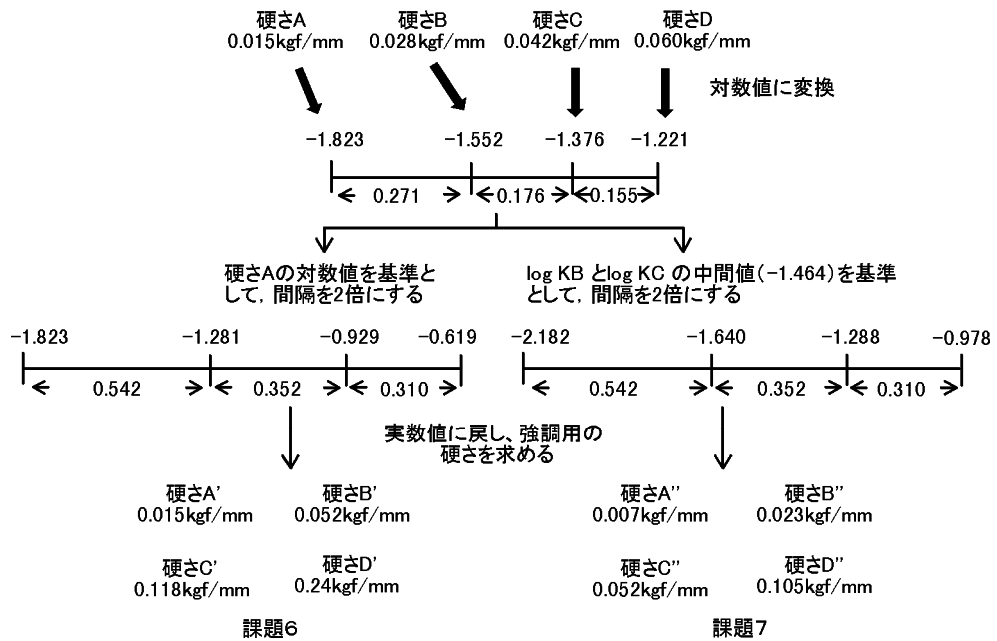 硬さA 硬さB 硬さC 硬さD
0.015kgf/mm 0.028kgf/mm 0.042kgf/mm 0.060kgf/mm
対数値に変換
−1.823 −1.552 −1.376 −1.221
0.271 0.176 0.155
硬さAの対数値を基準と
して，間隔を2倍にする
log KB とlog KC の中間値（−1.464）を基準
として，間隔を2倍にする
−1.823 −1.281 −0.929 −0.619
0.542 0.352 0.310
−2.182 −1.640 −1.288 −0.978
0.542 0.352 0.310
実数値に戻し、強調用の
硬さを求める
硬さA' 硬さB'
0.015kgf/mm 0.052kgf/mm
硬さC' 硬さD'
0.118kgf/mm 0.24kgf/mm
課題6
硬さA'' 硬さB''
0.007kgf/mm 0.023kgf/mm
硬さC'' 硬さD''
0.052kgf/mm 0.105kgf/mm
課題7